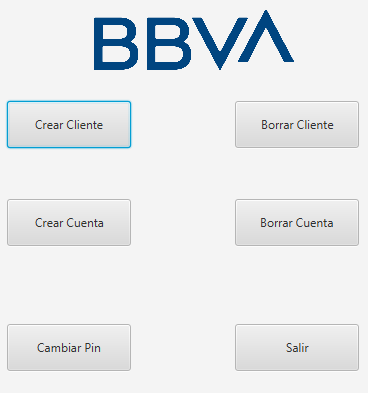 BBVA
Crear Cliente
Borrar Cliente
Crear Cuenta
Borrar Cuenta
Cambiar Pin
Salir